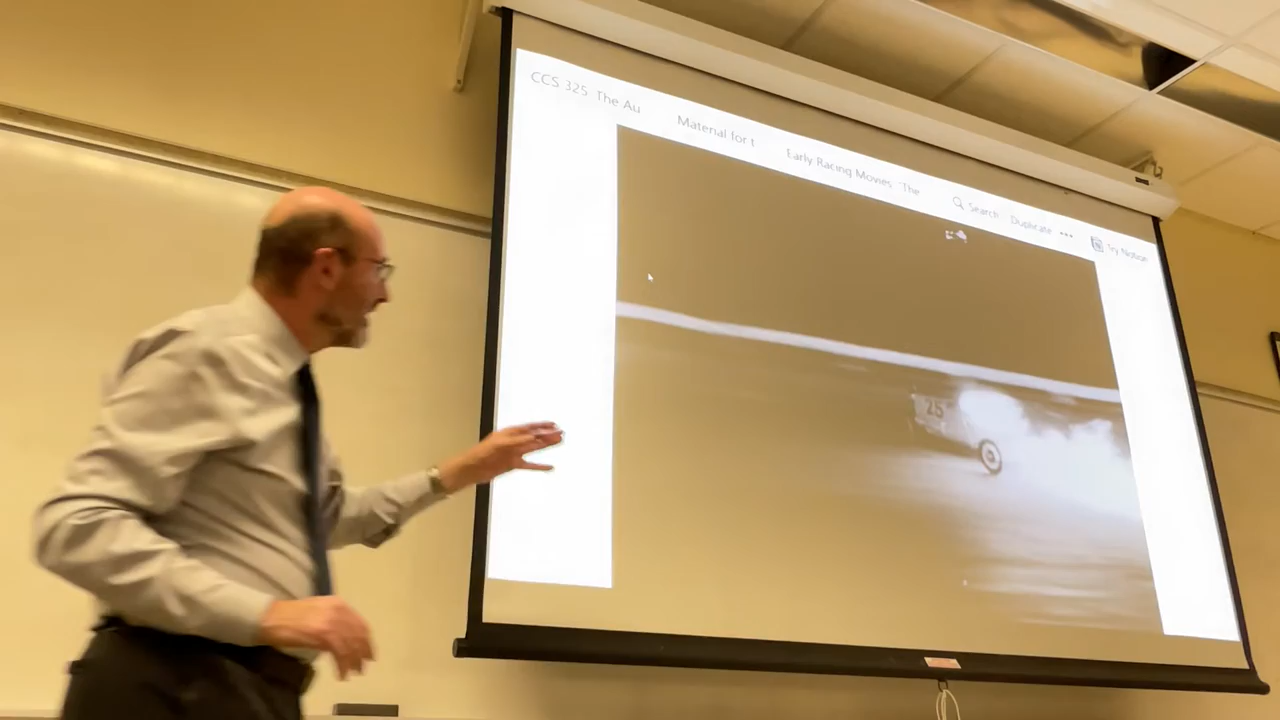 CCS 325 The Au
Material for t
Early Racing Movies: "The
Search
Duplicate
•••
Try Notion
25